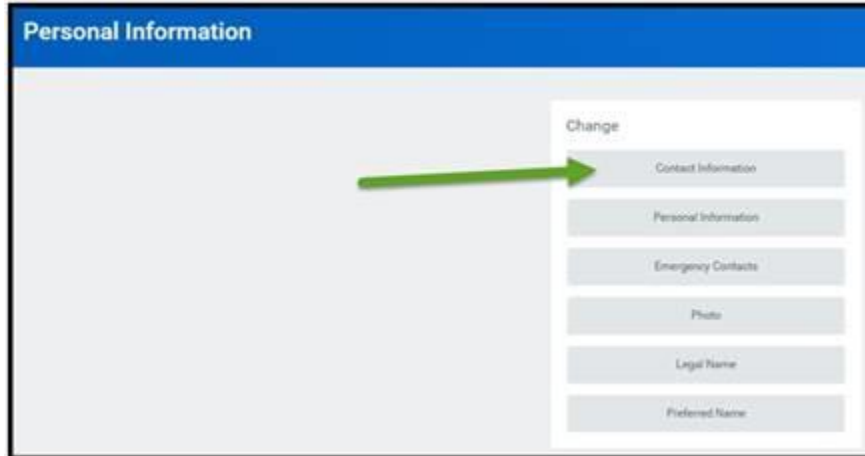 Personal Information
Change
Contact Information
Personal Information
Emergency Contacts
Photo
Legal Name
Preferred Name